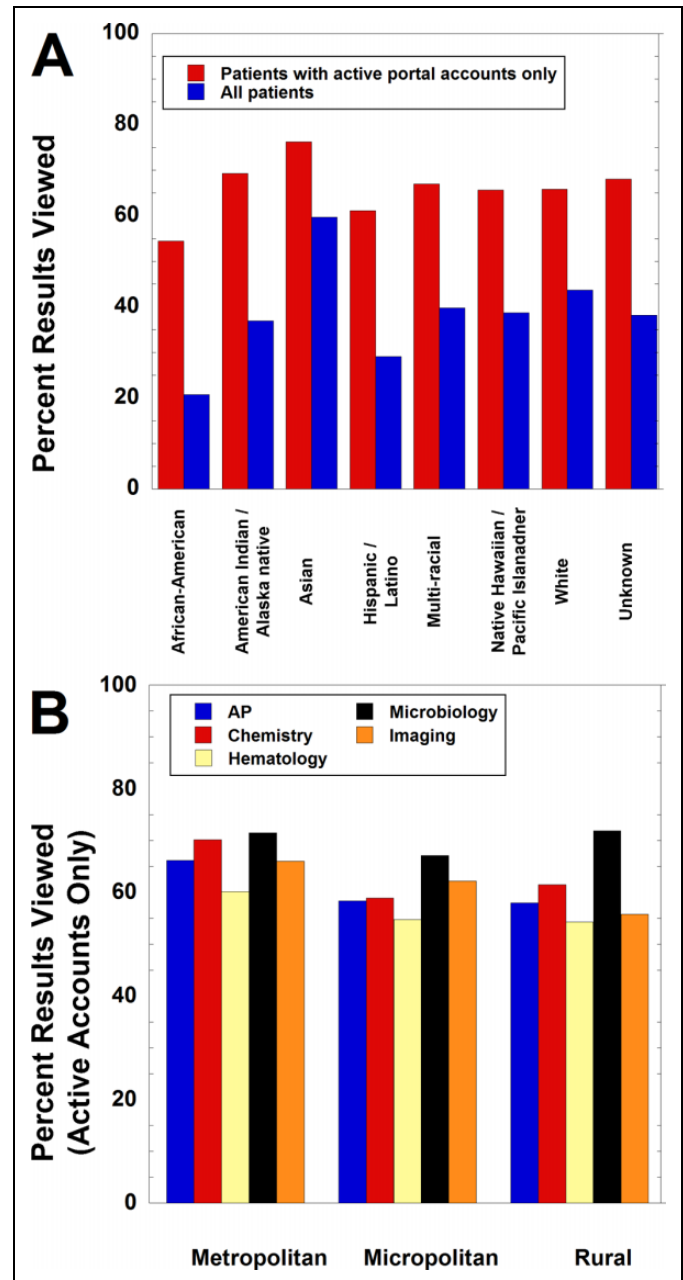 A
Percent Results Viewed
100
80
60
40
20
0
Patients with active portal accounts only
All patients
African-American
American Indian /
Alaska native
Asian
Hispanic /
Latino
Multi-racial
Native Hawaiian /
Pacific Islanadner
White
Unknown
B
Percent Results Viewed
(Active Accounts Only)
100
80
60
40
20
0
AP
Chemistry
Hematology
Microbiology
Imaging
Metropolitan
Micropolitan
Rural